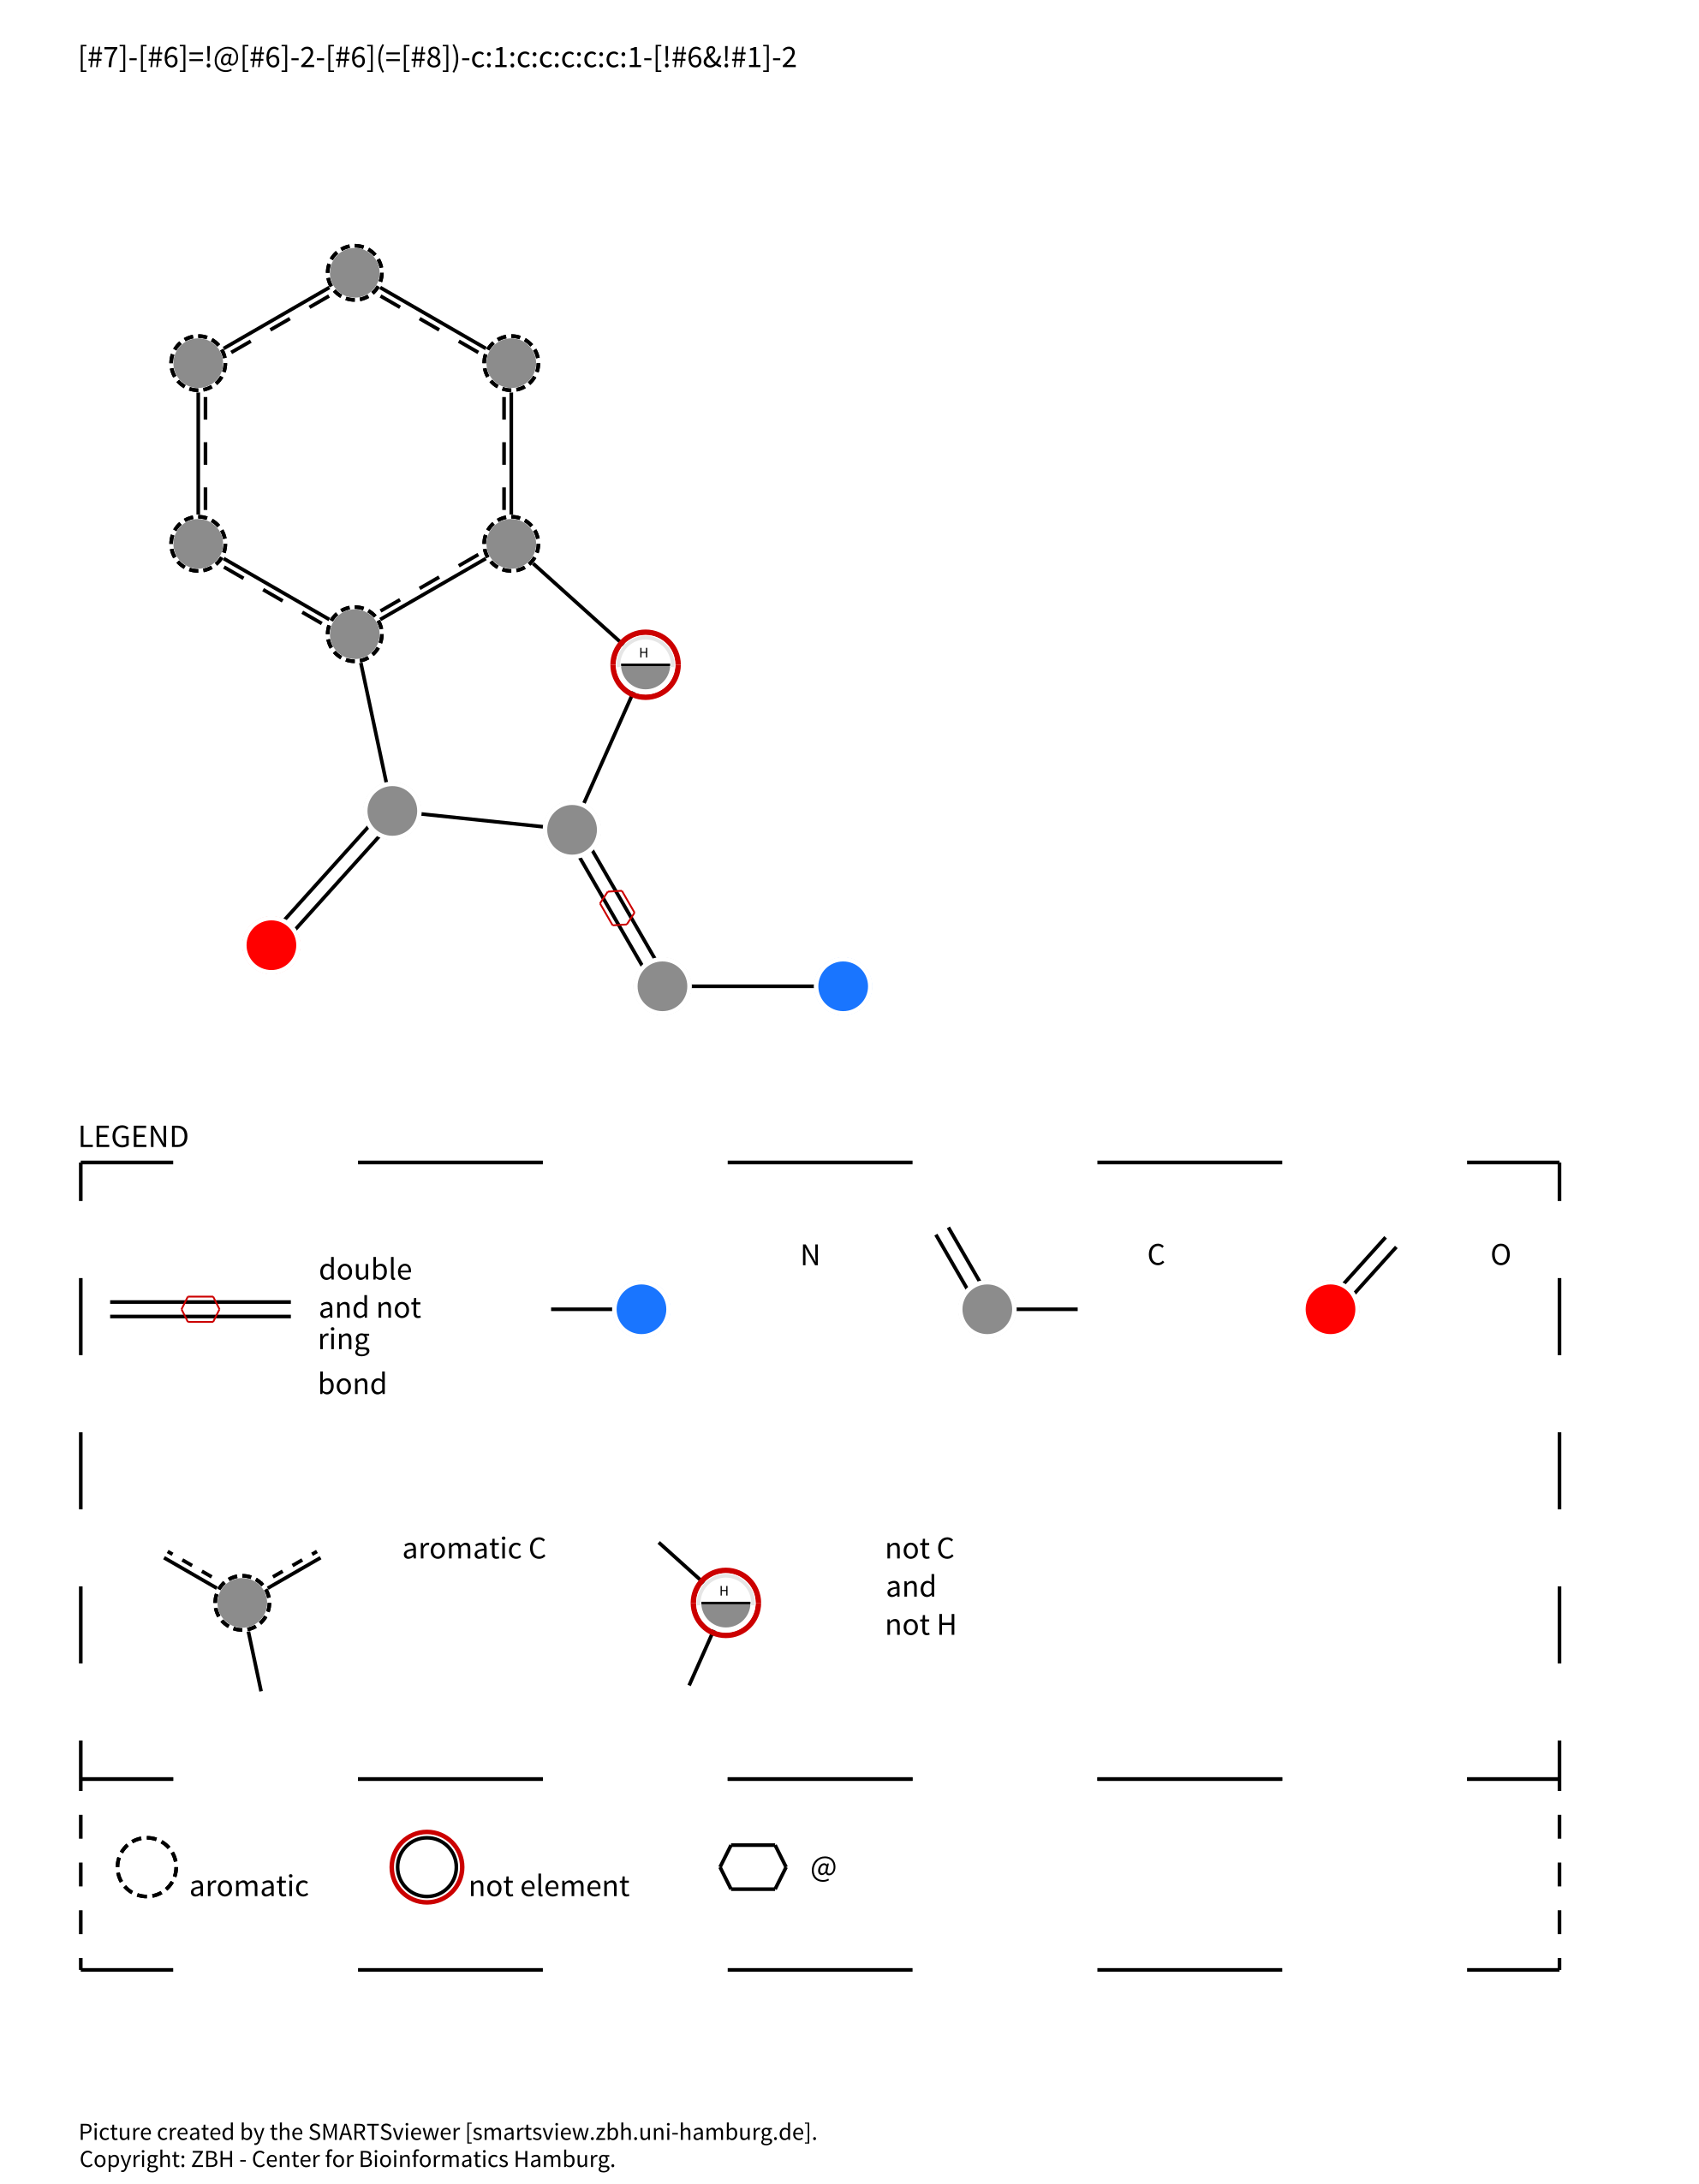 [#7]-[#6]=!@[#6]-2-[#6](=[#8])-c:1:c:c:c:c:c:1-[!#6&!#1]-2
H
LEGEND
double
and not
ring
bond
N
C
O
aromatic C
H
not C
and
not H
aromatic
not element
@
Picture created by the SMARTSviewer [smartsview.zbh.uni-hamburg.de].
Copyright: ZBH - Center for Bioinformatics Hamburg.